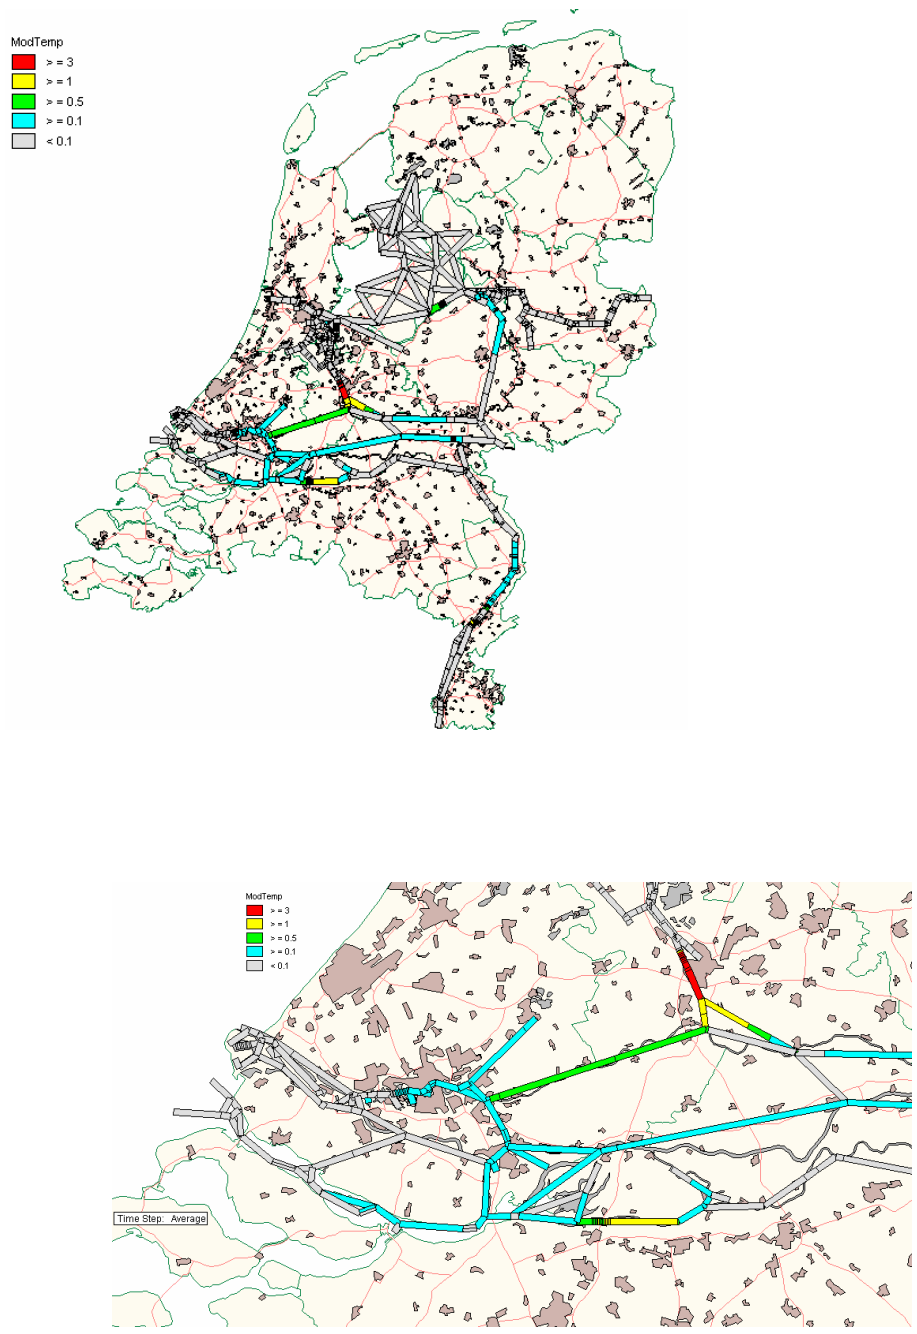 ModTemp
> = 3
> = 1
> = 0.5
> = 0.1
< 0.1
ModTemp
> = 3
> = 1
> = 0.5
> = 0.1
< 0.1
Time Step: Average